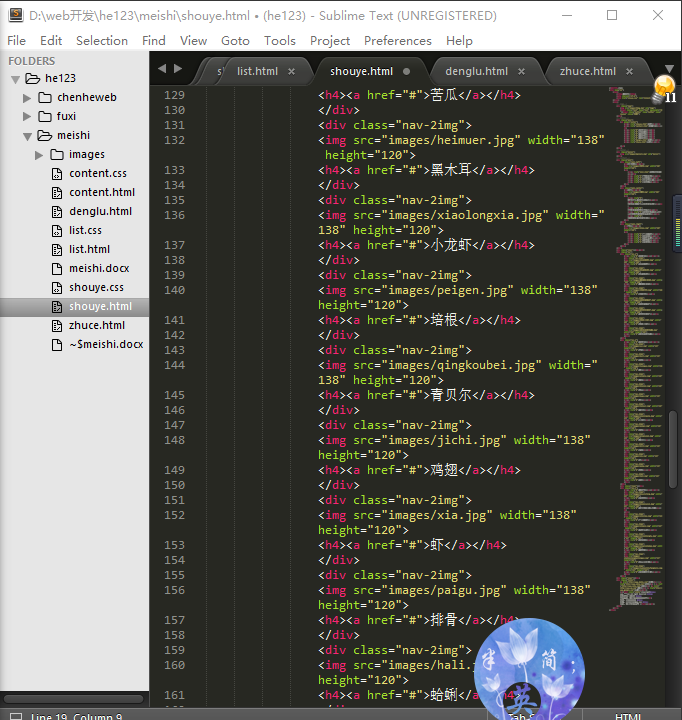 D:\web开发\he123\meishi\shouye.html • (he123) - Sublime Text (UNREGISTERED)
File Edit Selection Find View Goto Tools Project Preferences Help
FOLDERS
he123
chenheweb
fuxi
meishi
images
content.css
content.html
denglu.html
list.css
list.html
meishi.docx
shouye.css
shouye.html
zhuce.html
~$meishi.docx
list.html × shouye.html denglu.html × zhuce.html ×
129 <h4><a href="#">苦瓜</a></h4>
130 </div>
131 <div class="nav-2img">
132 <img src="images/heimuer.jpg" width="138"
height="120">
133 <h4><a href="#">黑木耳</a></h4>
134 </div>
135 <div class="nav-2img">
136 <img src="images/xiaolongxia.jpg" width="
138" height="120">
137 <h4><a href="#">小龙虾</a></h4>
138 </div>
139 <div class="nav-2img">
140 <img src="images/peigen.jpg" width="138"
height="120">
141 <h4><a href="#">培根</a></h4>
142 </div>
143 <div class="nav-2img">
144 <img src="images/qingkoubei.jpg" width="
138" height="120">
145 <h4><a href="#">青贝尔</a></h4>
146 </div>
147 <div class="nav-2img">
148 <img src="images/jichi.jpg" width="138"
height="120">
149 <h4><a href="#">鸡翅</a></h4>
150 </div>
151 <div class="nav-2img">
152 <img src="images/xia.jpg" width="138"
height="120">
153 <h4><a href="#">虾</a></h4>
154 </div>
155 <div class="nav-2img">
156 <img src="images/paigu.jpg" width="138"
height="120">
157 <h4><a href="#">排骨</a></h4>
158 </div>
159 <div class="nav-2img">
160 <img src="images/hali.j
height="120">
161 <h4><a href="#">蛤蜊</a></h4>
半 简
英
Line 19, Column 9 HTML